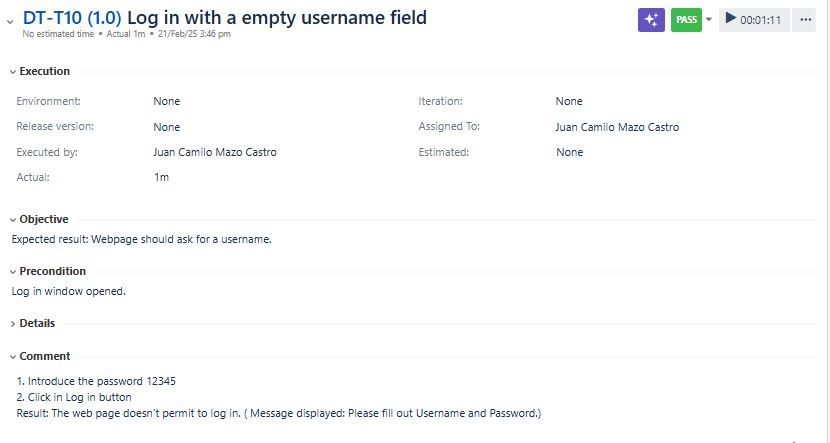 DT-T10 (1.0) Log in with a empty username field
PASS
00:01:11
No estimated time • Actual 1m • 21/Feb/25 3:46 pm
Execution
Environment: None Iteration: None
Release version: None Assigned To: Juan Camilo Mazo Castro
Executed by: Juan Camilo Mazo Castro Estimated: None
Actual: 1m
Objective
Expected result: Webpage should ask for a username.
Precondition
Log in window opened.
Details
Comment
1. Introduce the password 12345
2. Click in Log in button
Result: The web page doesn't permit to log in. ( Message displayed: Please fill out Username and Password.)